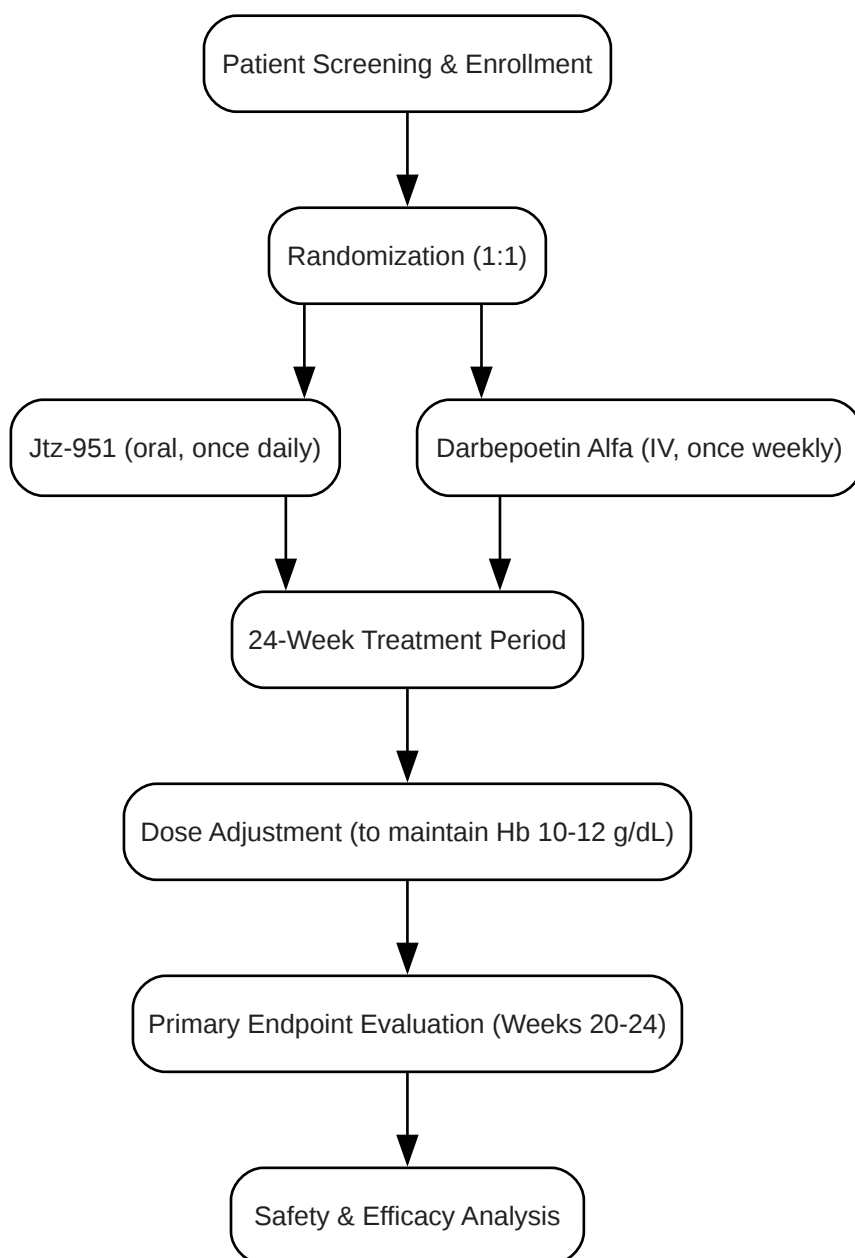 Patient Screening & Enrollment
Randomization (1:1)
Jtz-951 (oral, once daily)
Darbepoetin Alfa (IV, once weekly)
24-Week Treatment Period
Dose Adjustment (to maintain Hb 10-12 g/dL)
Primary Endpoint Evaluation (Weeks 20-24)
Safety & Efficacy Analysis